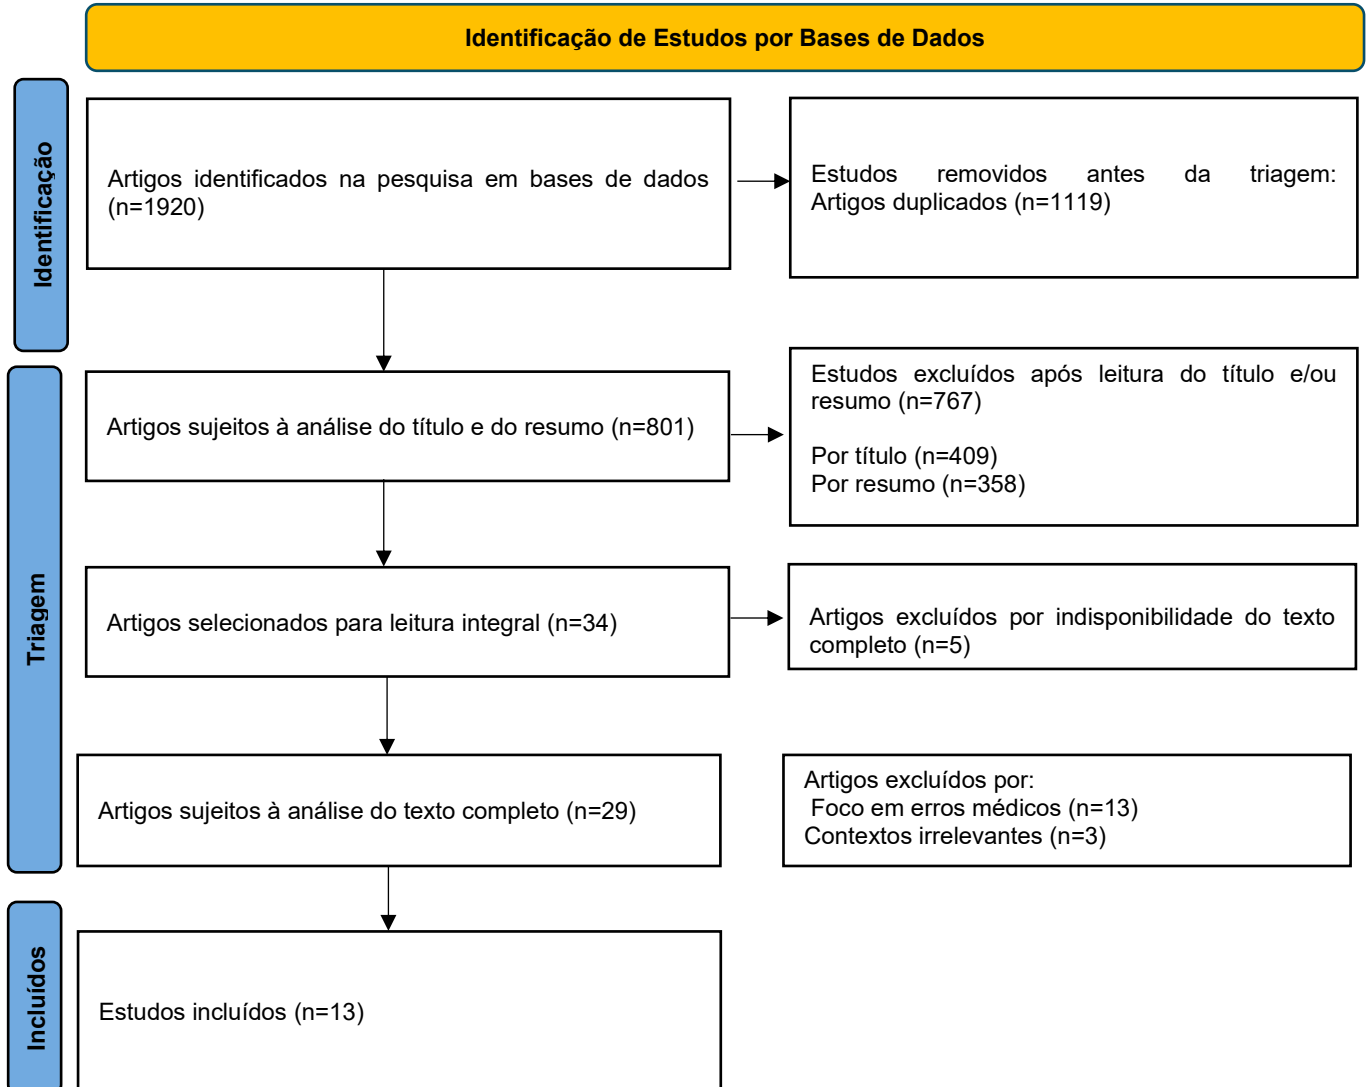 Identificação de Estudos por Bases de Dados
Identificação
Artigos identificados na pesquisa em bases de dados
(n=1920)
Estudos removidos antes da triagem:
Artigos duplicados (n=1119)
Triagem
Artigos sujeitos à análise do título e do resumo (n=801)
Estudos excluídos após leitura do título e/ou
resumo (n=767)
Por título (n=409)
Por resumo (n=358)
Artigos selecionados para leitura integral (n=34)
Artigos excluídos por indisponibilidade do texto
completo (n=5)
Artigos sujeitos à análise do texto completo (n=29)
Artigos excluídos por:
Foco em erros médicos (n=13)
Contextos irrelevantes (n=3)
Incluídos
Estudos incluídos (n=13)